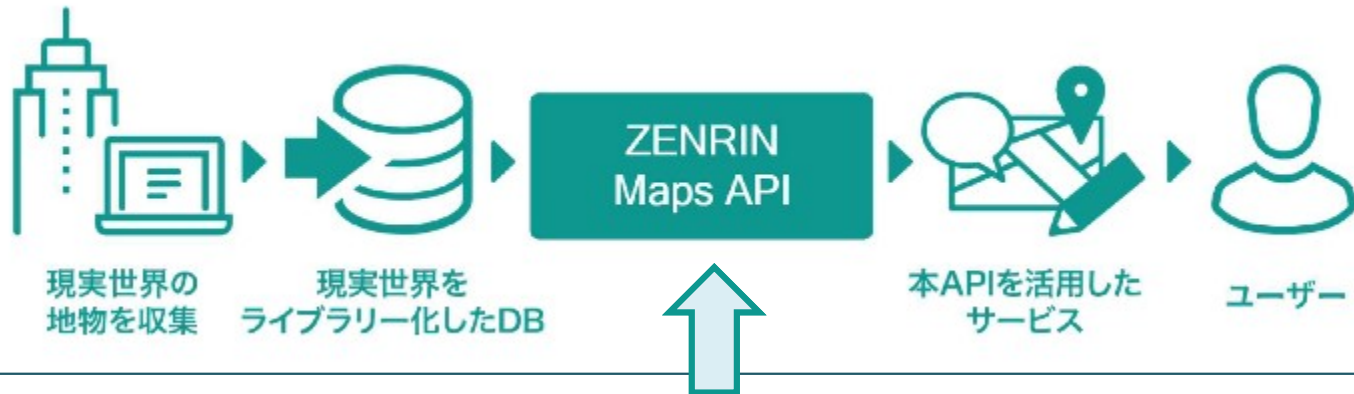 ZENRIN
Maps API
現実世界の
地物を収集
現実世界を
ライブラリー化したDB
本APIを活用した
サービス
ユーザー